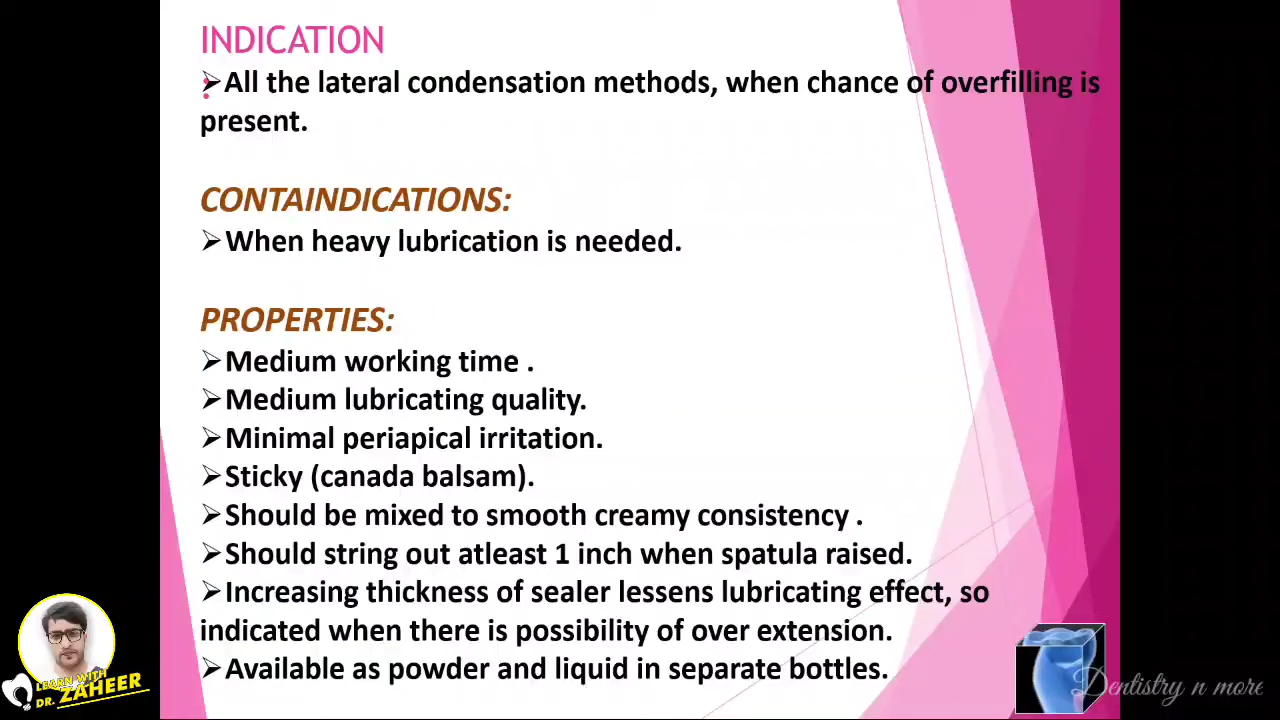 INDICATION
➢All the lateral condensation methods, when chance of overfilling is
present.
CONTAINDICATIONS:
➢When heavy lubrication is needed.
PROPERTIES:
➢Medium working time .
➢Medium lubricating quality.
➢Minimal periapical irritation.
➢Sticky (canada balsam).
➢Should be mixed to smooth creamy consistency .
➢Should string out atleast 1 inch when spatula raised.
➢Increasing thickness of sealer lessens lubricating effect, so
indicated when there is possibility of over extension.
➢Available as powder and liquid in separate bottles.
LEARN WITH
DR. ZAHEER
Dentistry n more